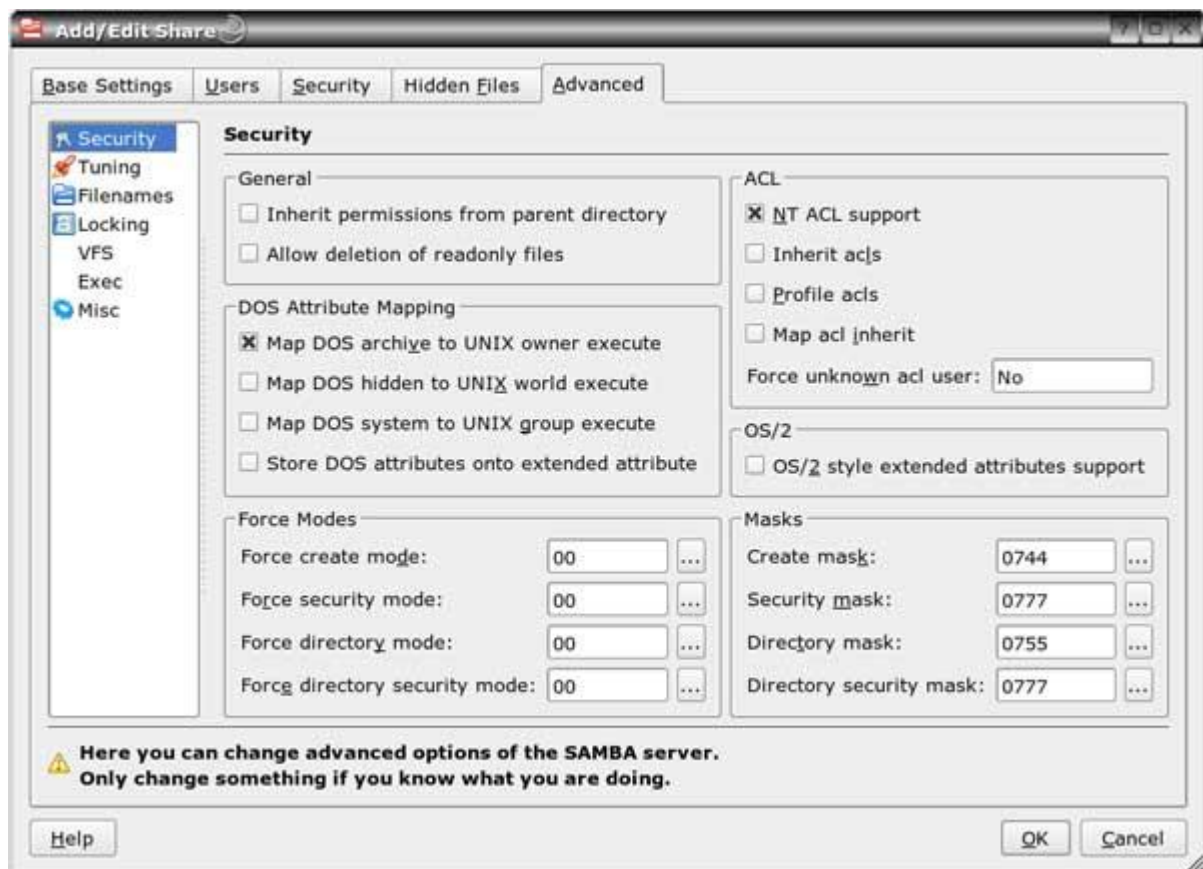 Add/Edit Share
Base Settings
Users
Security
Hidden Files
Advanced
Security
Tuning
Filenames
Locking
VFS
Exec
Misc
Security
General
Inherit permissions from parent directory
Allow deletion of readonly files
DOS Attribute Mapping
Map DOS archive to UNIX owner execute
Map DOS hidden to UNIX world execute
Map DOS system to UNIX group execute
Store DOS attributes onto extended attribute
ACL
NT ACL support
Inherit acls
Profile acls
Map acl inherit
Force unknown acl user: No
OS/2
OS/2 style extended attributes support
Force Modes
Force create mode: 00 ...
Force security mode: 00 ...
Force directory mode: 00 ...
Force directory security mode: 00 ...
Masks
Create mask: 0744 ...
Security mask: 0777 ...
Directory mask: 0755 ...
Directory security mask: 0777 ...
Here you can change advanced options of the SAMBA server.
Only change something if you know what you are doing.
Help
OK
Cancel